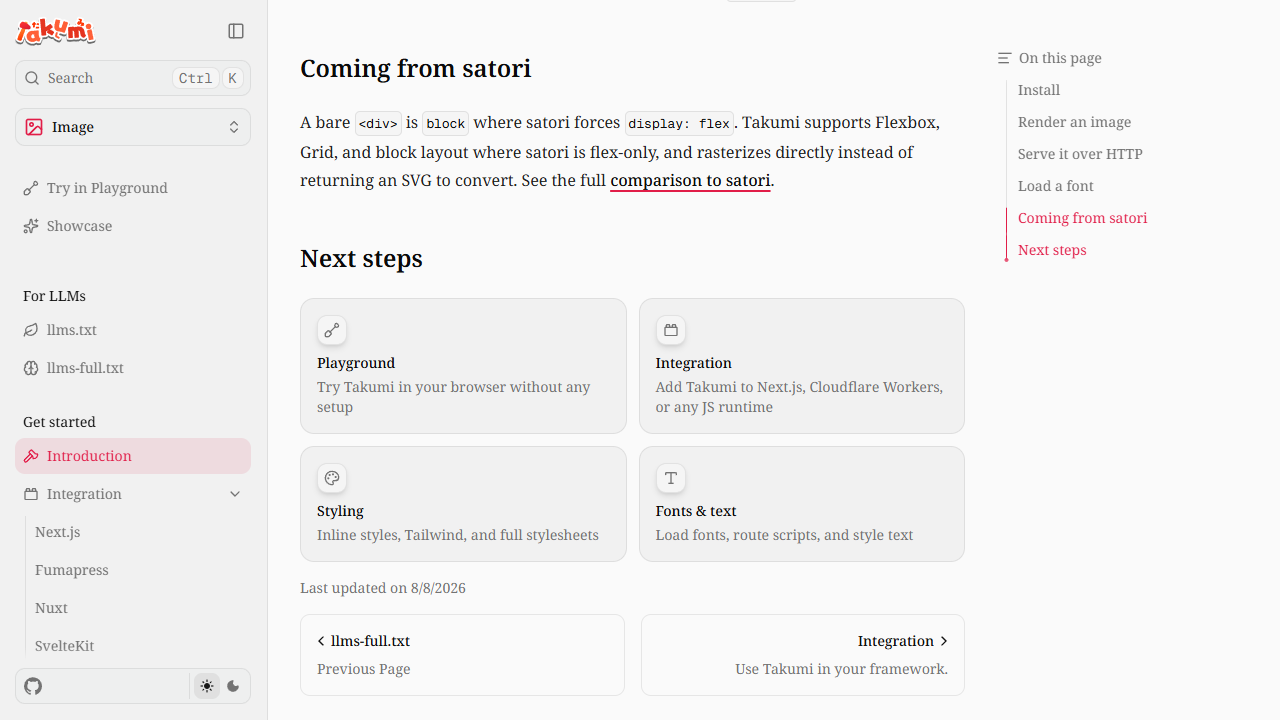 Takumi
Search Ctrl K
Image
Try in Playground
Showcase
For LLMs
llms.txt
llms-full.txt
Get started
Introduction
Integration
Next.js
Fumapress
Nuxt
SvelteKit
Coming from satori
A bare <div> is block where satori forces display: flex. Takumi supports Flexbox,
Grid, and block layout where satori is flex-only, and rasterizes directly instead of
returning an SVG to convert. See the full comparison to satori.
Next steps
Playground
Try Takumi in your browser without any
setup
Integration
Add Takumi to Next.js, Cloudflare Workers,
or any JS runtime
Styling
Inline styles, Tailwind, and full stylesheets
Fonts & text
Load fonts, route scripts, and style text
Last updated on 8/8/2026
llms-full.txt
Previous Page
Integration
Use Takumi in your framework.
On this page
Install
Render an image
Serve it over HTTP
Load a font
Coming from satori
Next steps